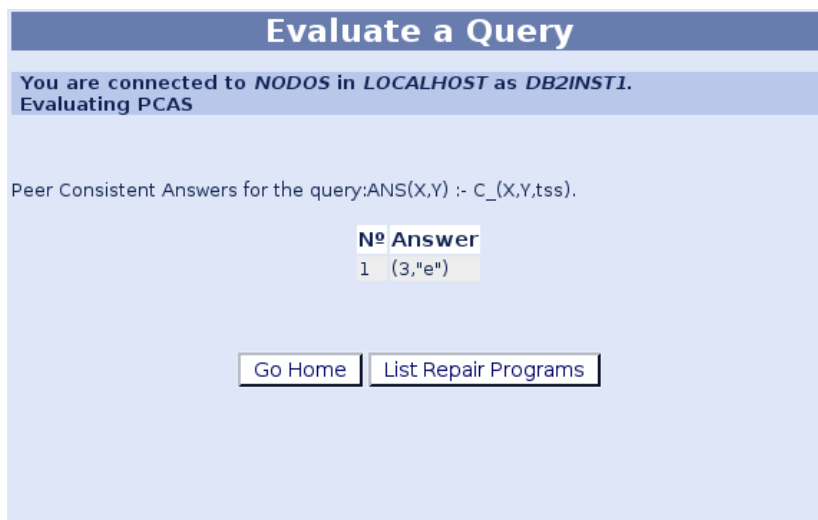 Evaluate a Query
You are connected to NODOS in LOCALHOST as DB2INST1.
Evaluating PCAS
Peer Consistent Answers for the query:ANS(X,Y) :- C_(X,Y,tss).
Nº Answer
1 (3,"e")
Go Home List Repair Programs